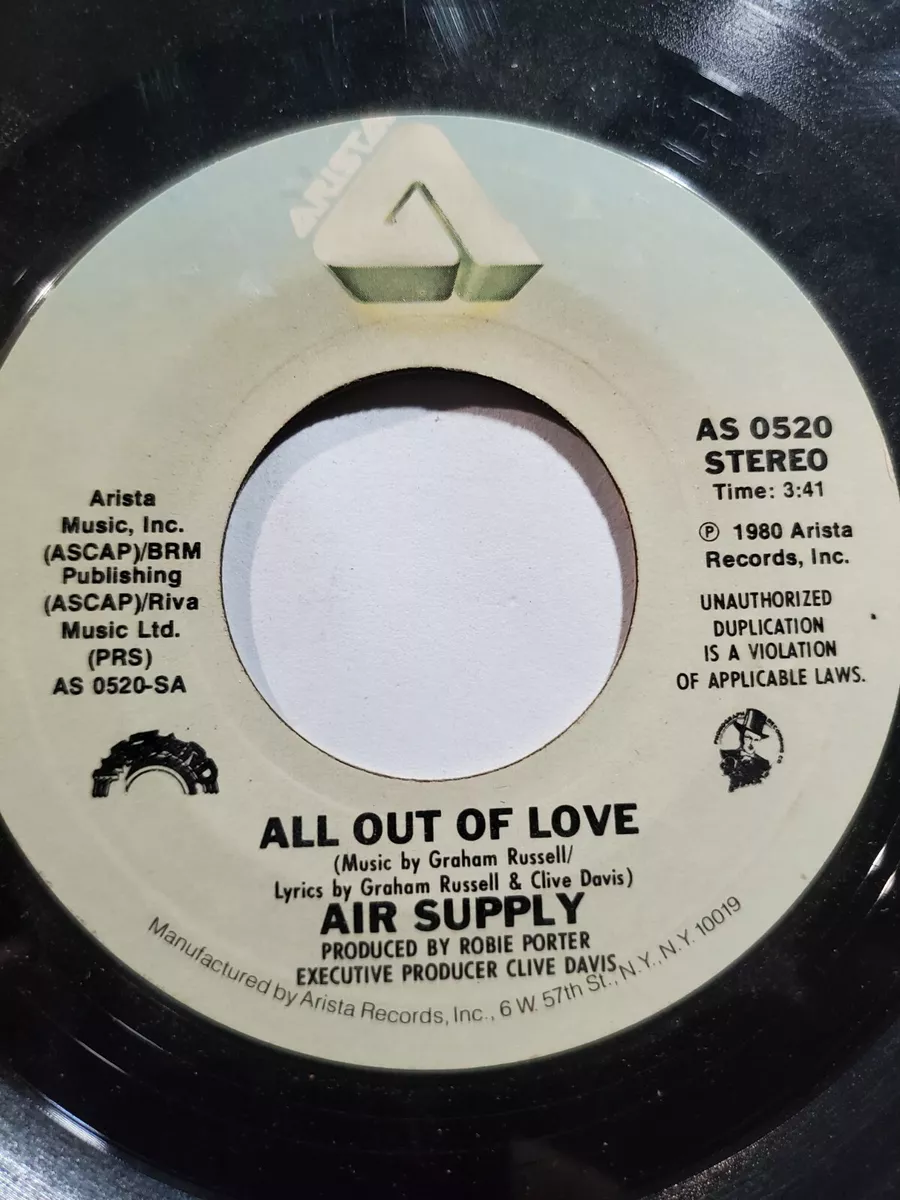 ARISTA
AS 0520
STEREO
Time: 3:41
Ⓟ 1980 Arista
Records, Inc.
UNAUTHORIZED
DUPLICATION
IS A VIOLATION
OF APPLICABLE LAWS.
Arista
Music, Inc.
(ASCAP)/BRM
Publishing
(ASCAP)/Riva
Music Ltd.
(PRS)
AS 0520-SA
ALL OUT OF LOVE
(Music by Graham Russell/
Lyrics by Graham Russell & Clive Davis)
AIR SUPPLY
PRODUCED BY ROBIE PORTER
EXECUTIVE PRODUCER CLIVE DAVIS
Manufactured by Arista Records, Inc., 6 W. 57th St., N.Y., N.Y. 10019